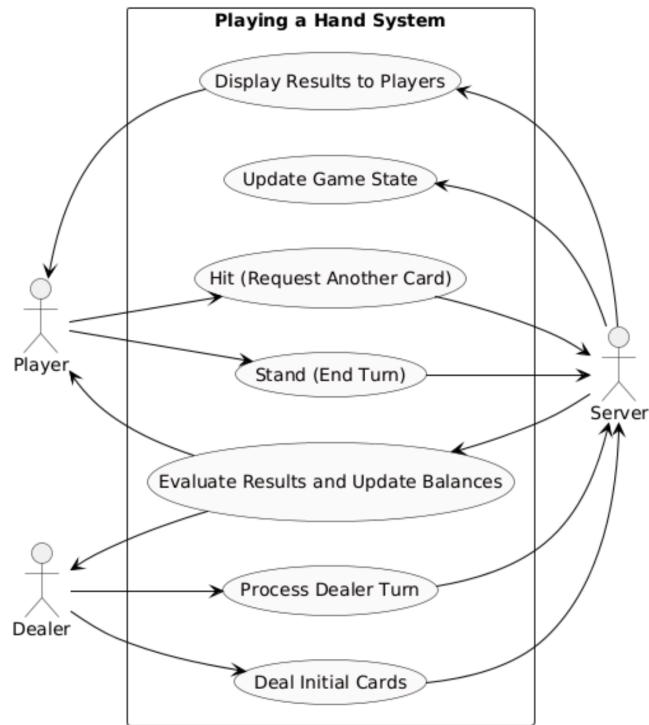 Playing a Hand System
Display Results to Players
Update Game State
Hit (Request Another Card)
Player
Stand (End Turn)
Server
Evaluate Results and Update Balances
Process Dealer Turn
Dealer
Deal Initial Cards